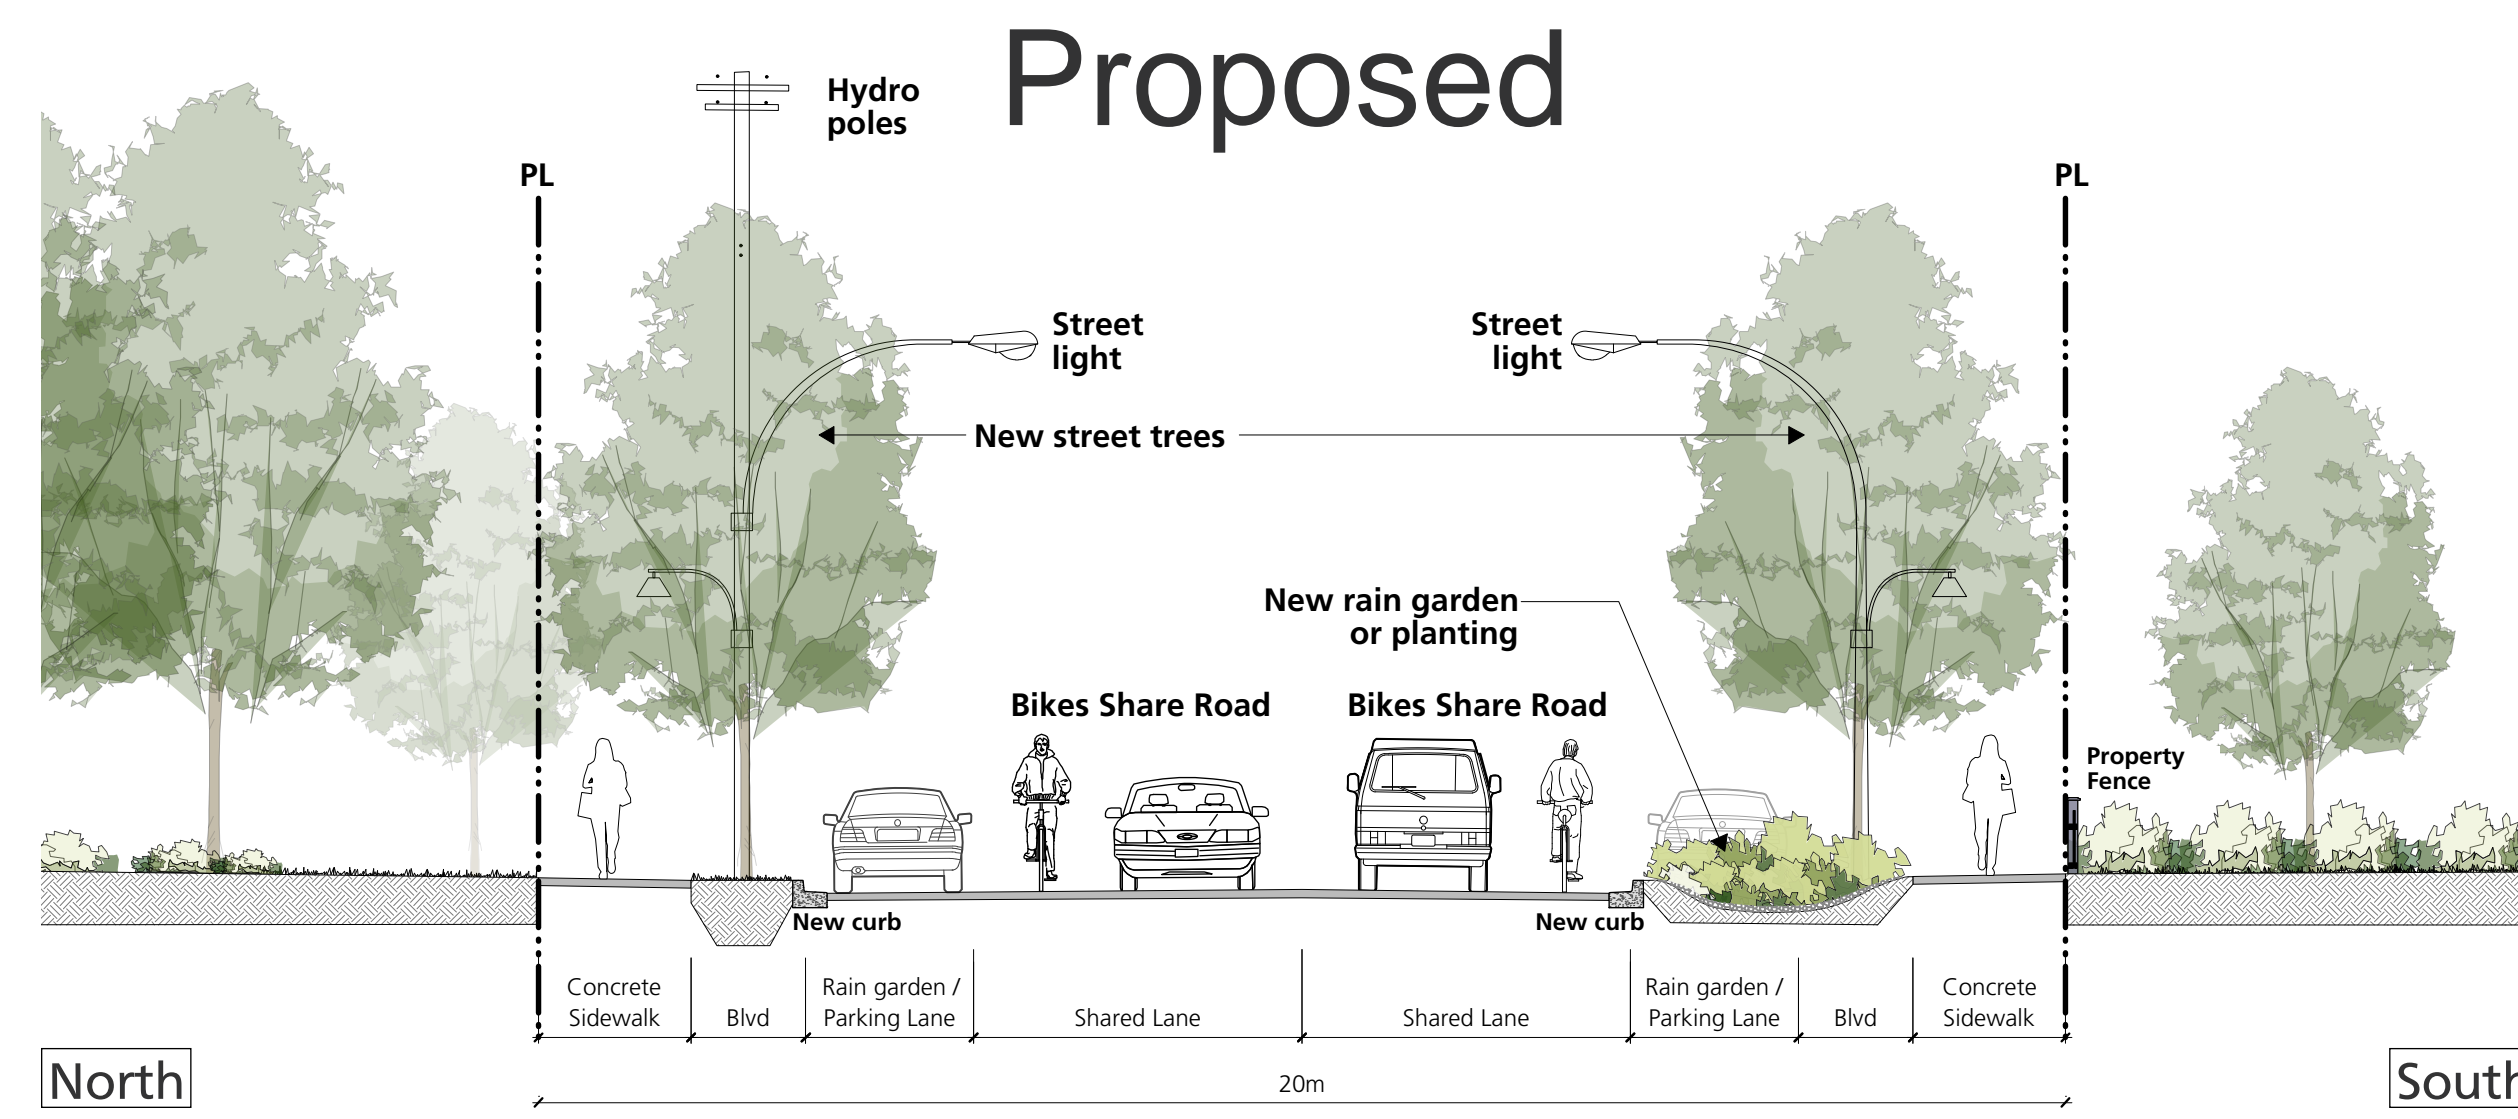 Proposed
Hydro
poles
PL
PL
Street
light
Street
light
New street trees
New rain garden
or planting
Bikes Share Road
Bikes Share Road
Property
Fence
New curb
New curb
Concrete
Sidewalk
Blvd
Rain garden /
Parking Lane
Shared Lane
Shared Lane
Rain garden /
Parking Lane
Blvd
Concrete
Sidewalk
North
South
20m